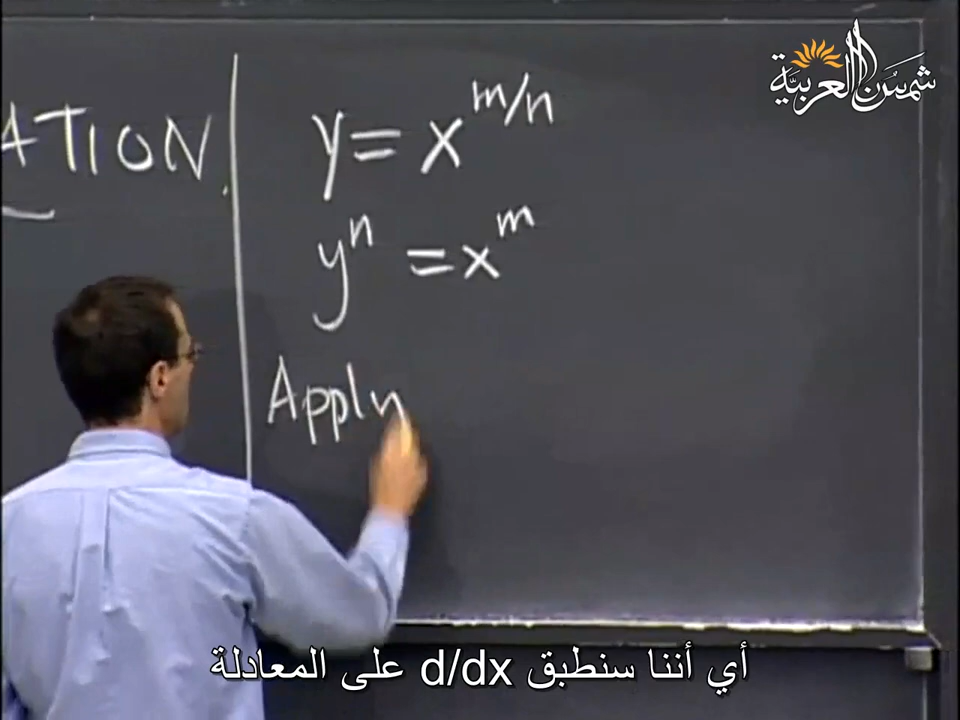 شمس العربية
ATION.
y = x^{m/n}
y^n = x^m
Apply
أي أننا سنطبق d/dx على المعادلة